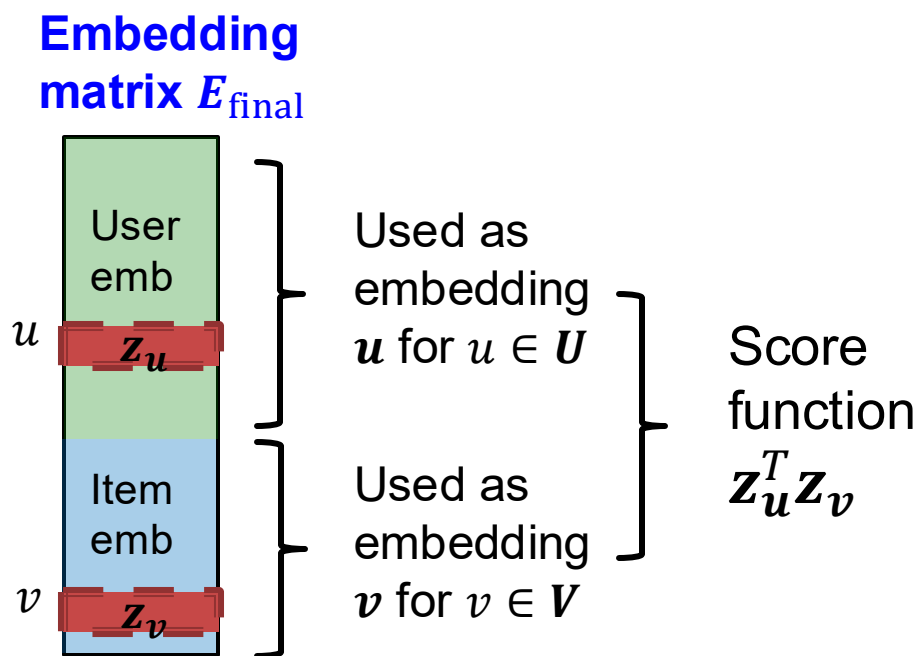 Embedding
matrix E_final
User
emb
u
z_u
Item
emb
v
z_v
Used as
embedding
u for u ∈ U
Used as
embedding
v for v ∈ V
Score
function
z_u^T z_v